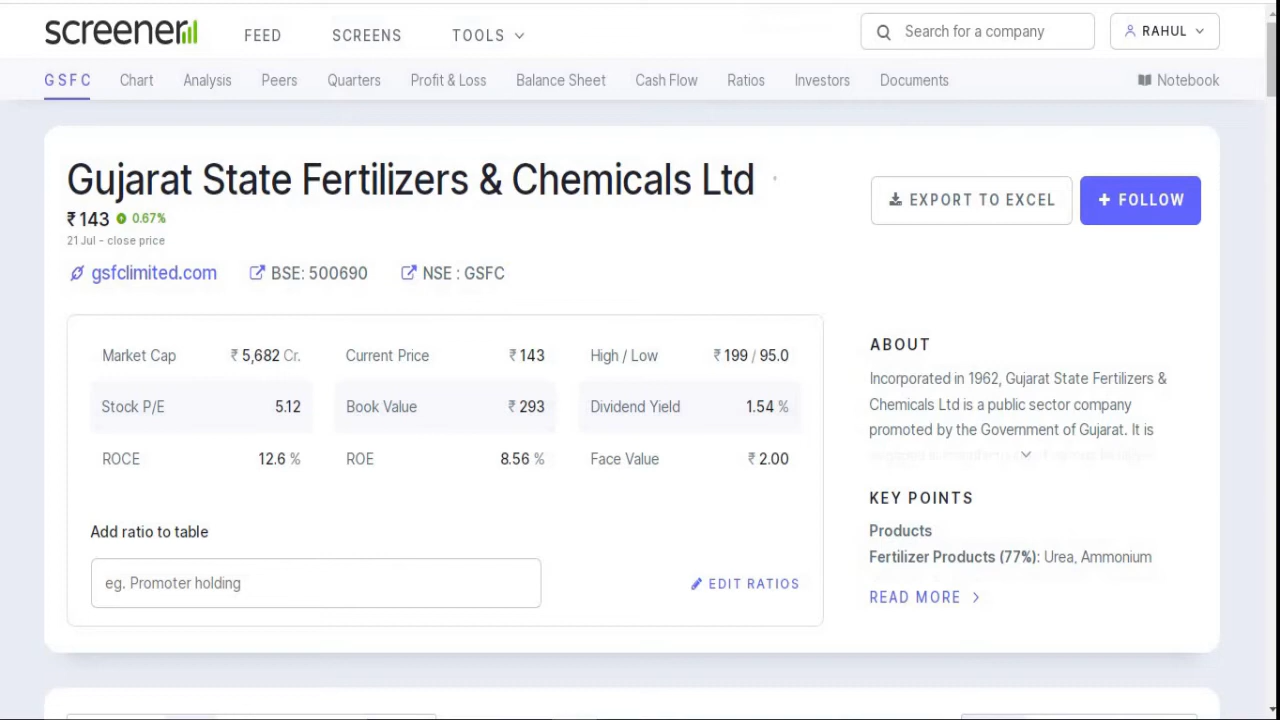 screener FEED SCREENS TOOLS Search for a company RAHUL
GSFC Chart Analysis Peers Quarters Profit & Loss Balance Sheet Cash Flow Ratios Investors Documents Notebook
Gujarat State Fertilizers & Chemicals Ltd
₹ 143 0.67%
21 Jul - close price
EXPORT TO EXCEL + FOLLOW
gsfclimited.com BSE: 500690 NSE : GSFC
Market Cap ₹ 5,682 Cr. Current Price ₹ 143 High / Low ₹ 199 / 95.0
Stock P/E 5.12 Book Value ₹ 293 Dividend Yield 1.54 %
ROCE 12.6 % ROE 8.56 % Face Value ₹ 2.00
Add ratio to table
eg. Promoter holding EDIT RATIOS
ABOUT
Incorporated in 1962, Gujarat State Fertilizers &
Chemicals Ltd is a public sector company
promoted by the Government of Gujarat. It is
KEY POINTS
Products
Fertilizer Products (77%): Urea, Ammonium
READ MORE